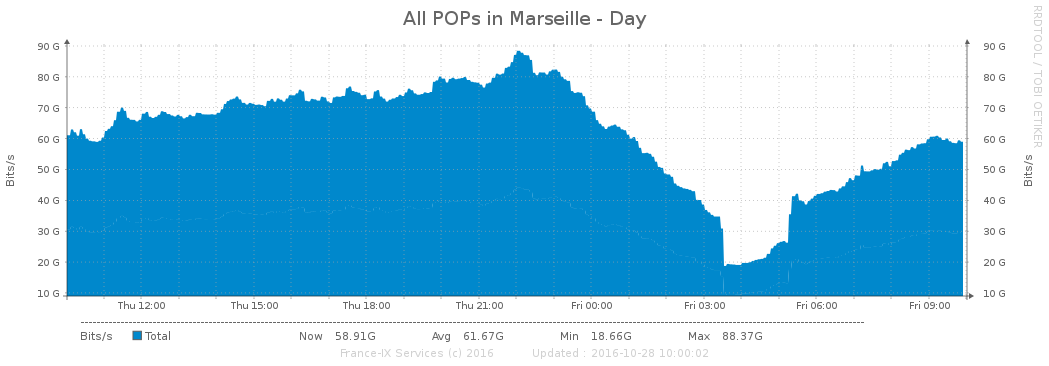 All POPs in Marseille - Day
RRDTOOL / TOBI OETIKER
Bits/s
90 G
80 G
70 G
60 G
50 G
40 G
30 G
20 G
10 G
90 G
80 G
70 G
60 G
50 G
40 G
30 G
20 G
10 G
Bits/s
Thu 12:00 Thu 15:00 Thu 18:00 Thu 21:00 Fri 00:00 Fri 03:00 Fri 06:00 Fri 09:00
Bits/s Total Now 58.91G Avg 61.67G Min 18.66G Max 88.37G
France-IX Services (c) 2016 Updated : 2016-10-28 10:00:02